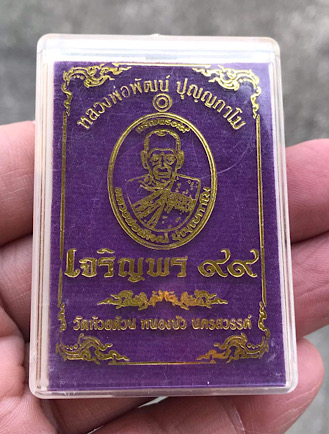 หลวงพ่อพัฒน์ ปุญฺญกาโม
เจริญพร ๙๙
วัดห้วยด้วน หนองบัว นครสวรรค์